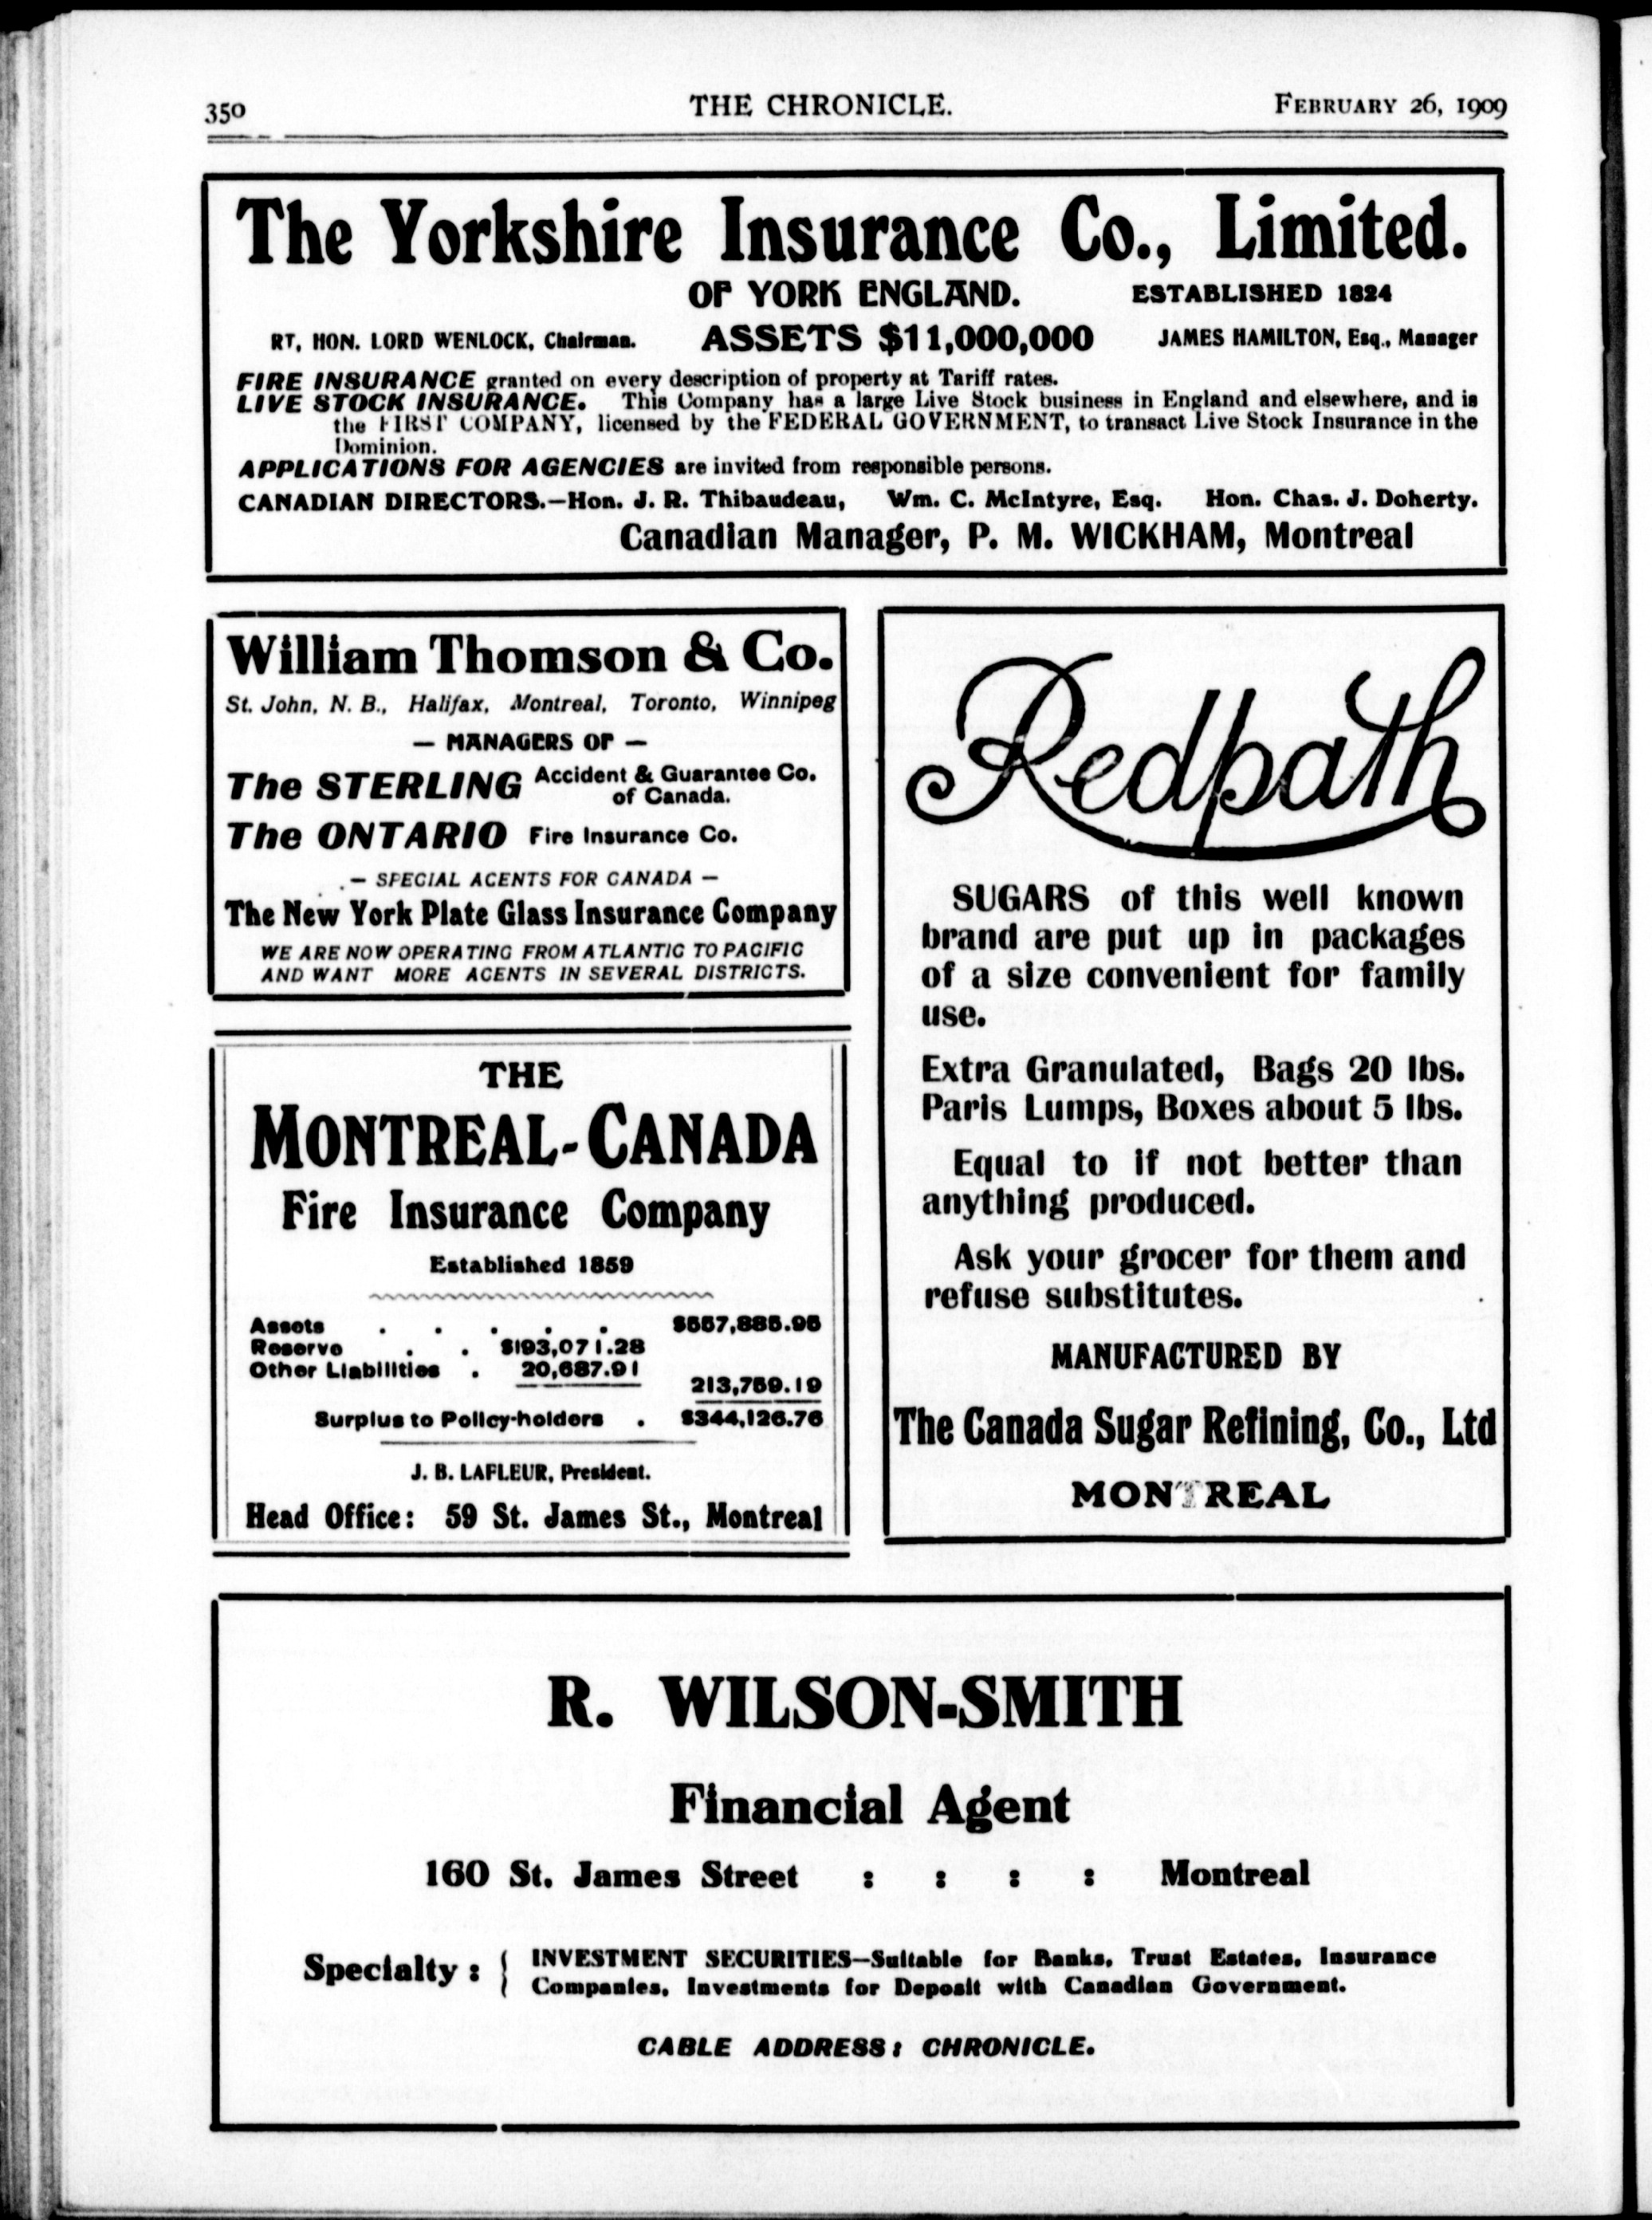 350 THE CHRONICLE. FEBRUARY 26, 1909
The Yorkshire Insurance Co., Limited.
OF YORK ENGLAND. ESTABLISHED 1824
RT. HON. LORD WENLOCK, Chairman. ASSETS $11,000,000 JAMES HAMILTON, Esq., Manager
FIRE INSURANCE granted on every description of property at Tariff rates.
LIVE STOCK INSURANCE. This Company has a large Live Stock business in England and elsewhere, and is
the FIRST COMPANY, licensed by the FEDERAL GOVERNMENT, to transact Live Stock Insurance in the
Dominion.
APPLICATIONS FOR AGENCIES are invited from responsible persons.
CANADIAN DIRECTORS.—Hon. J. R. Thibaudeau, Wm. C. McIntyre, Esq. Hon. Chas. J. Doherty.
Canadian Manager, P. M. WICKHAM, Montreal
William Thomson & Co.
St. John, N. B., Halifax, Montreal, Toronto, Winnipeg
— MANAGERS OF —
The STERLING Accident & Guarantee Co.
of Canada.
The ONTARIO Fire Insurance Co.
— SPECIAL AGENTS FOR CANADA —
The New York Plate Glass Insurance Company
WE ARE NOW OPERATING FROM ATLANTIC TO PACIFIC
AND WANT MORE AGENTS IN SEVERAL DISTRICTS.
THE
MONTREAL-CANADA
Fire Insurance Company
Established 1859
Assets . . . . . $557,885.95
Reserve . . $193,071.28
Other Liabilities . 20,687.91
213,759.19
Surplus to Policy-holders . $344,126.76
J. B. LAFLEUR, President.
Head Office: 59 St. James St., Montreal
Redpath
SUGARS of this well known
brand are put up in packages
of a size convenient for family
use.
Extra Granulated, Bags 20 lbs.
Paris Lumps, Boxes about 5 lbs.
Equal to if not better than
anything produced.
Ask your grocer for them and
refuse substitutes.
MANUFACTURED BY
The Canada Sugar Refining, Co., Ltd
MONTREAL
R. WILSON-SMITH
Financial Agent
160 St. James Street : : : : Montreal
Specialty : { INVESTMENT SECURITIES—Suitable for Banks, Trust Estates, Insurance
Companies, Investments for Deposit with Canadian Government.
CABLE ADDRESS: CHRONICLE.